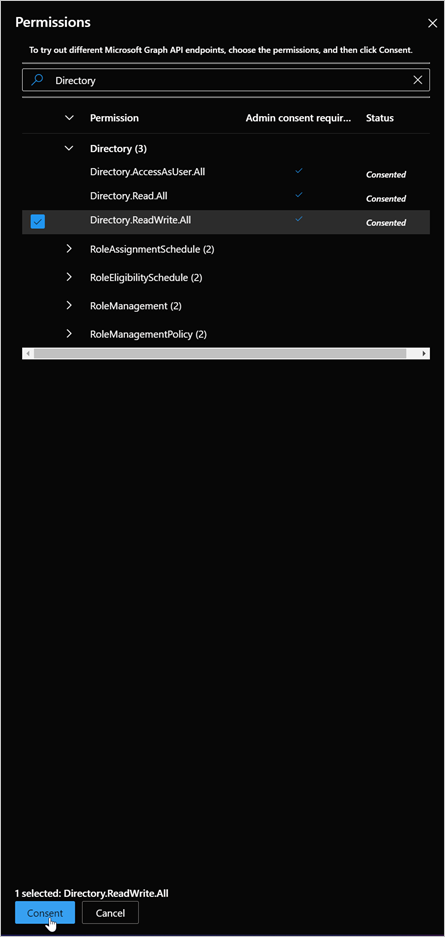 Permissions
To try out different Microsoft Graph API endpoints, choose the permissions, and then click Consent.
Directory
Permission Admin consent requir... Status
Directory (3)
Directory.AccessAsUser.All Consented
Directory.Read.All Consented
Directory.ReadWrite.All Consented
RoleAssignmentSchedule (2)
RoleEligibilitySchedule (2)
RoleManagement (2)
RoleManagementPolicy (2)
1 selected: Directory.ReadWrite.All
Consent Cancel